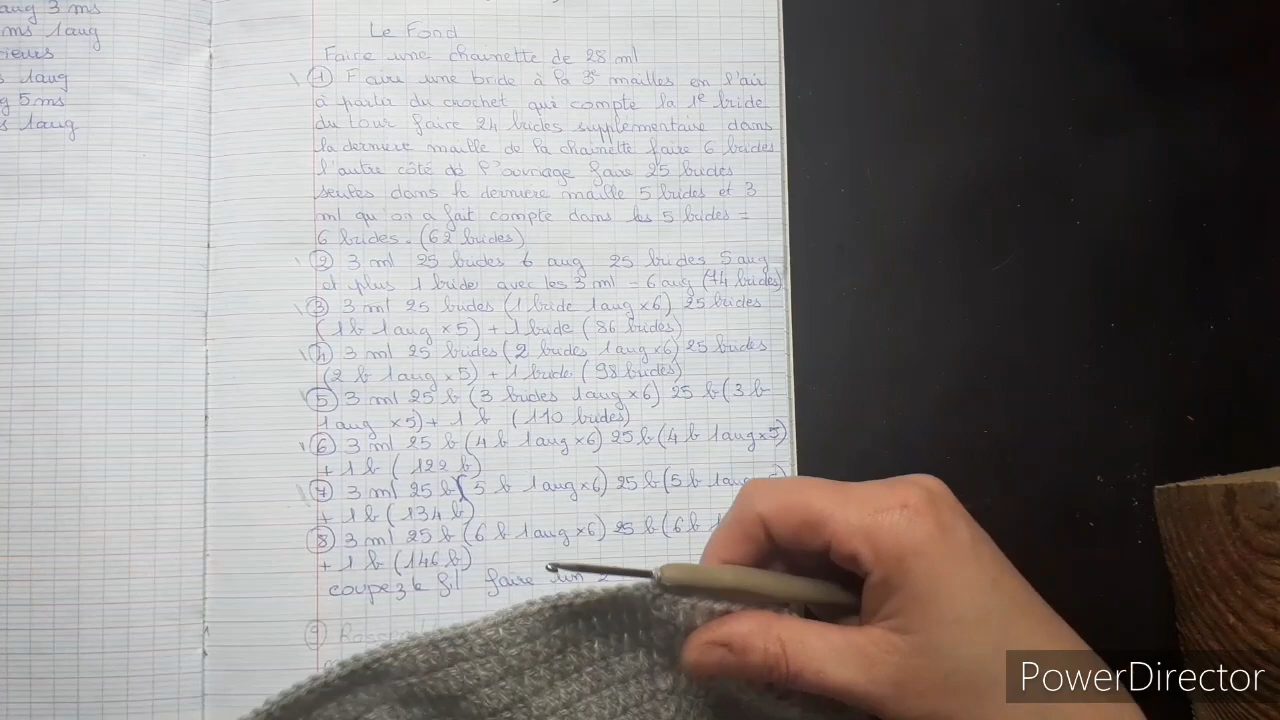 aug 3 ms
ms 1 aug
rieurs
s 1 aug
g 5 ms
s 1 aug
Le Fond
Faire une chainette de 28 ml
① Faire une bride à la 3e mailles en l'air
à partir du crochet qui compte la 1e bride
du tour faire 24 brides supplementaire dans
la derniere maille de la chainette faire 6 brides
l'autre côté de l'ouvrage faire 25 brides
seules dans la derniere maille 5 brides et 3
ml qu'on a fait compte dans les 5 brides =
6 brides. (62 brides)
② 3 ml 25 brides 6 aug 25 brides 5 aug
et plus 1 bride avec les 3 ml = 6 aug (74 brides)
③ 3 ml 25 brides (1 bride 1 aug ×6) 25 brides
(1b 1 aug ×5) + 1 bride (86 brides)
④ 3 ml 25 brides (2 brides 1 aug ×6) 25 brides
(2 b 1 aug ×5) + 1 bride (98 brides)
⑤ 3 ml 25 b (3 brides 1 aug ×6) 25 b (3 b
1 aug ×5) + 1 b (110 brides)
⑥ 3 ml 25 b (4 b 1 aug ×6) 25 b (4 b 1 aug ×5)
+ 1 b (122 b)
⑦ 3 ml 25 b (5 b 1 aug ×6) 25 b (5 b 1 aug
+ 1 b (134 b)
⑧ 3 ml 25 b (6 b 1 aug ×6) 25 b (6 b 1
+ 1 b (146 b)
coupez le fil faire un
⑨
PowerDirector